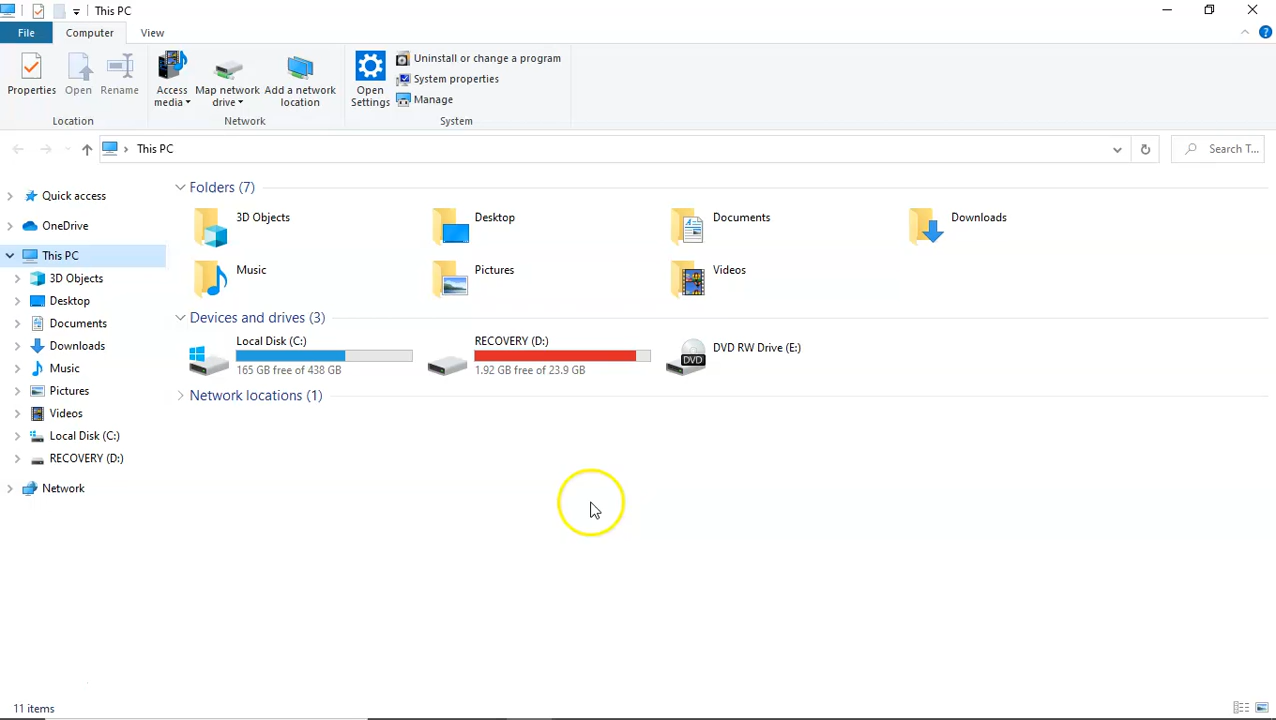 This PC
File
Computer
View
Properties
Open
Rename
Access media
Map network drive
Add a network location
Open Settings
Uninstall or change a program
System properties
Manage
Location
Network
System
This PC
Search T...
Quick access
OneDrive
This PC
3D Objects
Desktop
Documents
Downloads
Music
Pictures
Videos
Local Disk (C:)
RECOVERY (D:)
Network
Folders (7)
3D Objects
Desktop
Documents
Downloads
Music
Pictures
Videos
Devices and drives (3)
Local Disk (C:)
165 GB free of 438 GB
RECOVERY (D:)
1.92 GB free of 23.9 GB
DVD
DVD RW Drive (E:)
Network locations (1)
11 items